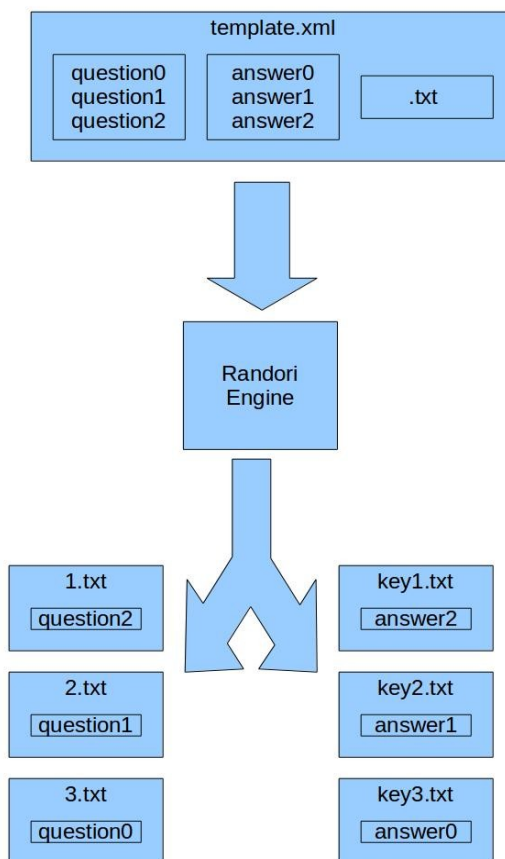 template.xml
question0
question1
question2
answer0
answer1
answer2
.txt
Randori
Engine
1.txt
question2
key1.txt
answer2
2.txt
question1
key2.txt
answer1
3.txt
question0
key3.txt
answer0